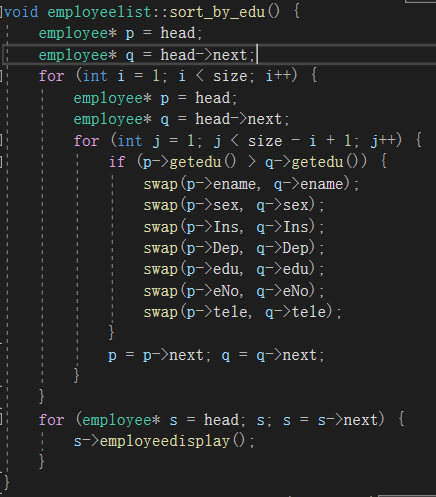 void employeelist::sort_by_edu() {
    employee* p = head;
    employee* q = head->next;
    for (int i = 1; i < size; i++) {
        employee* p = head;
        employee* q = head->next;
        for (int j = 1; j < size - i + 1; j++) {
            if (p->getedu() > q->getedu()) {
                swap(p->ename, q->ename);
                swap(p->sex, q->sex);
                swap(p->Ins, q->Ins);
                swap(p->Dep, q->Dep);
                swap(p->edu, q->edu);
                swap(p->eNo, q->eNo);
                swap(p->tele, q->tele);
            }
            p = p->next; q = q->next;
        }
    }
    for (employee* s = head; s; s = s->next) {
        s->employeedisplay();
    }
}